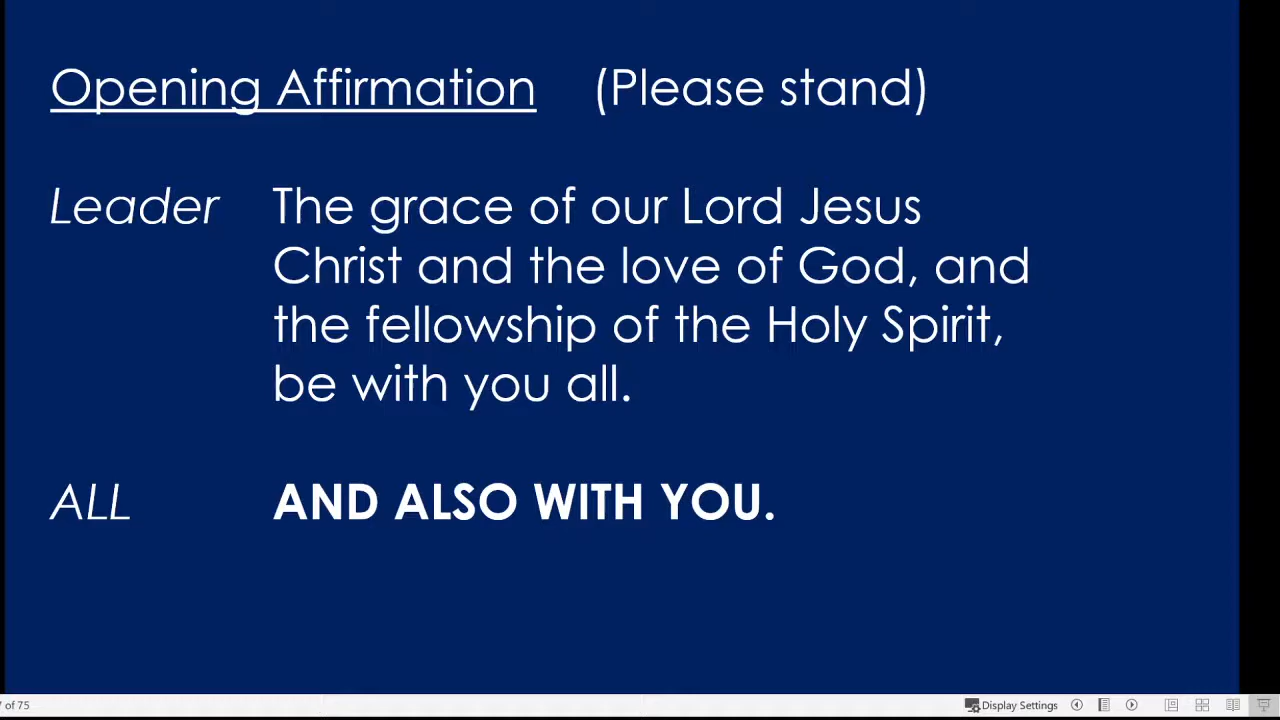 Opening Affirmation (Please stand)
Leader The grace of our Lord Jesus
Christ and the love of God, and
the fellowship of the Holy Spirit,
be with you all.
ALL AND ALSO WITH YOU.
of 75 Display Settings